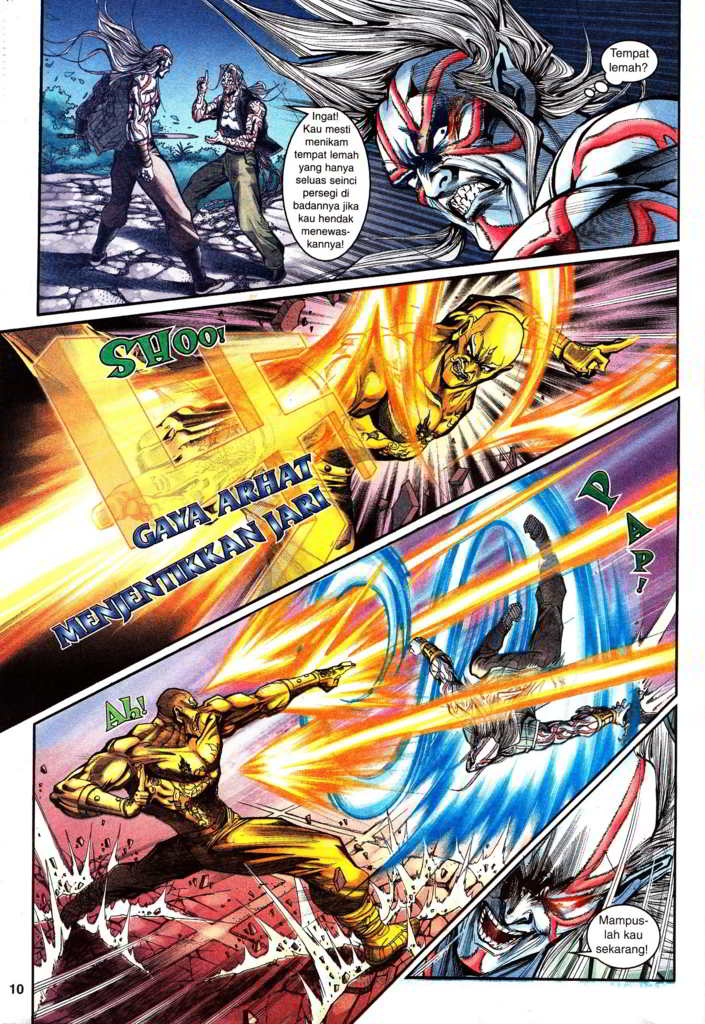 Ingat!
Kau mesti
menikam
tempat lemah
yang hanya
seluas seinci
persegi di
badannya jika
kau hendak
menewas-
kannya!
Tempat
lemah?
SHOO!
GAYA ARHAT
MENJENTIKKAN JARI
PAP!
Ah!
Mampus-
lah kau
sekarang!
10